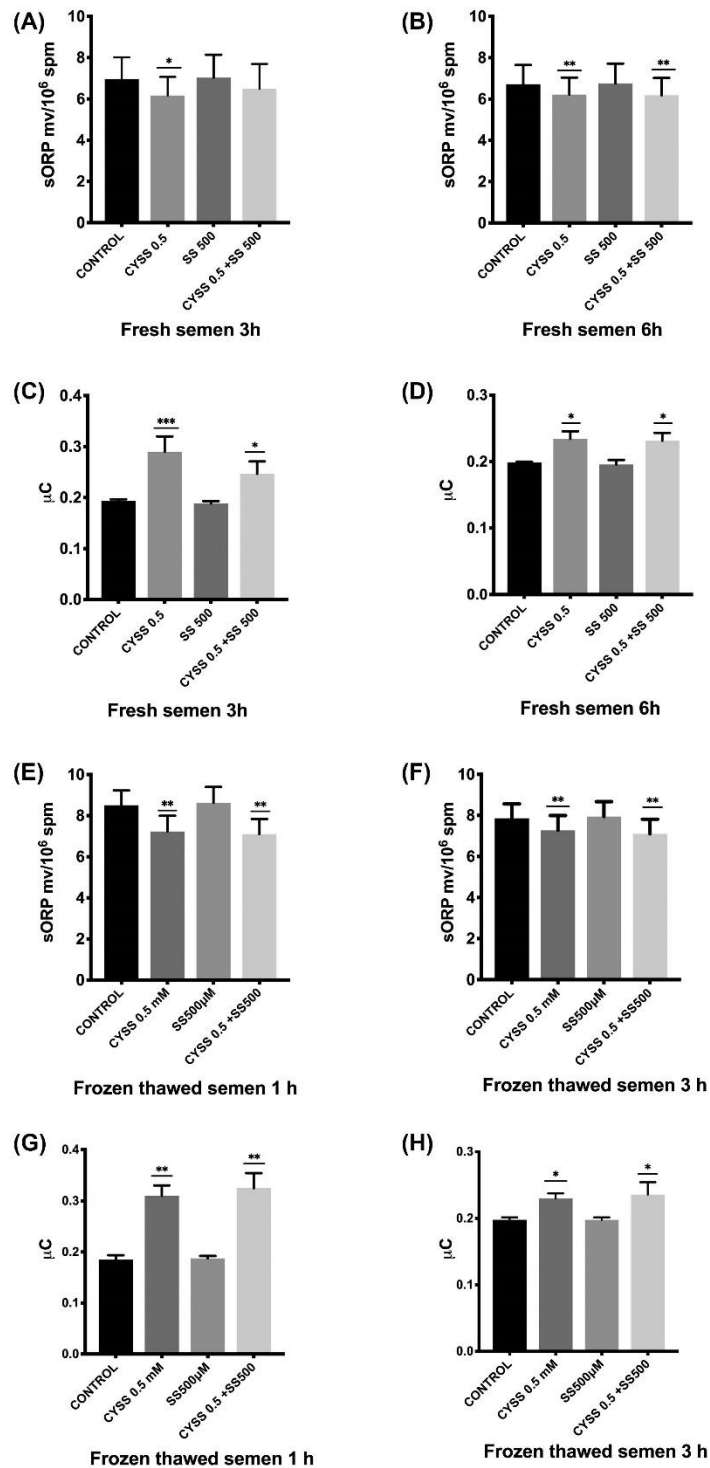 (A)
sORP mv/10⁶ spm
10
8
6
4
2
0
*
CONTROL
CYSS 0.5
SS 500
CYSS 0.5 +SS 500
Fresh semen 3h
(B)
sORP mv/10⁶ spm
10
8
6
4
2
0
**
**
CONTROL
CYSS 0.5
SS 500
CYSS 0.5 +SS 500
Fresh semen 6h
(C)
μC
0.4
0.3
0.2
0.1
0.0
***
*
CONTROL
CYSS 0.5
SS 500
CYSS 0.5 +SS 500
Fresh semen 3h
(D)
μC
0.3
0.2
0.1
0.0
*
*
CONTROL
CYSS 0.5
SS 500
CYSS 0.5 +SS 500
Fresh semen 6h
(E)
sORP mv/10⁶ spm
10
8
6
4
2
0
**
**
CONTROL
CYSS 0.5 mM
SS500μM
CYSS 0.5 +SS500
Frozen thawed semen 1 h
(F)
sORP mv/10⁶ spm
10
8
6
4
2
0
**
**
CONTROL
CYSS 0.5 mM
SS500μM
CYSS 0.5 +SS500
Frozen thawed semen 3 h
(G)
μC
0.4
0.3
0.2
0.1
0.0
**
**
CONTROL
CYSS 0.5 mM
SS500μM
CYSS 0.5 +SS500
Frozen thawed semen 1 h
(H)
μC
0.3
0.2
0.1
0.0
*
*
CONTROL
CYSS 0.5 mM
SS500μM
CYSS 0.5 +SS500
Frozen thawed semen 3 h